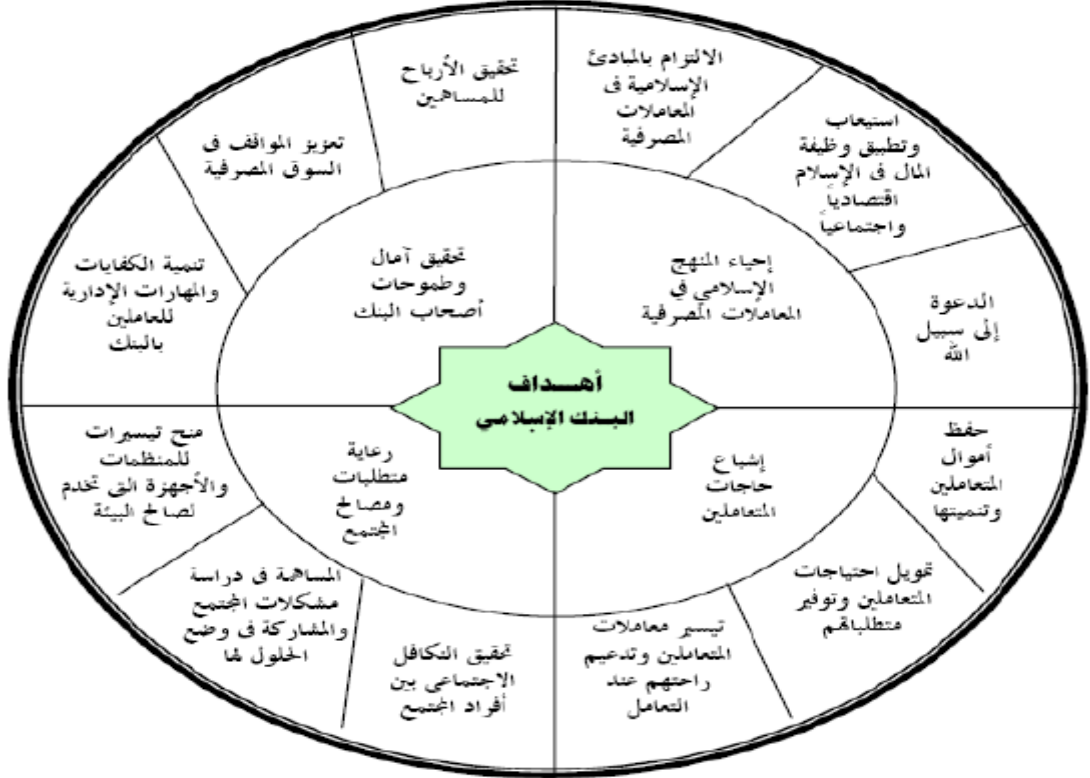 أهـــداف
البـنـك الإسلامي
إحياء المنهج
الإسلامي في
المعاملات المصرفية
الالتزام بالمبادئ
الإسلامية فى
المعاملات
المصرفية
استيعاب
وتطبيق وظيفة
المال فى الإسلام
اقتصادياً
واجتماعياً
الدعوة
إلى سبيل
الله
إشباع
حاجات
المتعاملين
حفظ
أموال
المتعاملين
وتنميتها
تمويل احتياجات
المتعاملين وتوفير
متطلباتهم
تيسير معاملات
المتعاملين وتدعيم
راحتهم عند
التعامل
رعاية
متطلبات
ومصالح
المجتمع
تحقيق التكافل
الاجتماعى بين
أفراد المجتمع
المساهمة فى دراسة
مشكلات المجتمع
والمشاركة فى وضع
الحلول لها
منح تيسيرات
للمنظمات
والأجهزة التى تخدم
لصالح البيئة
تحقيق آمال
وطموحات
أصحاب البنك
تنمية الكفايات
والمهارات الإدارية
للعاملين
بالبنك
تعزيز المواقف فى
السوق المصرفية
تحقيق الأرباح
للمساهمين